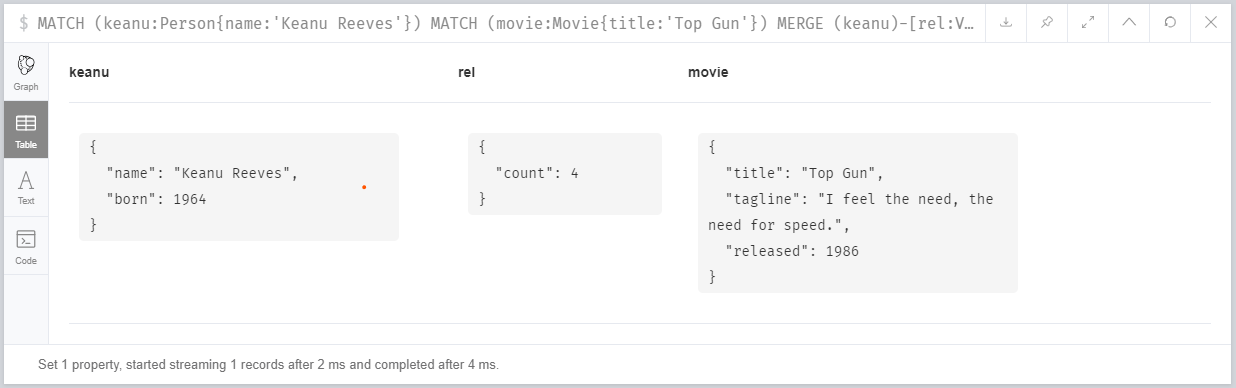 $ MATCH (keanu:Person{name:'Keanu Reeves'}) MATCH (movie:Movie{title:'Top Gun'}) MERGE (keanu)-[rel:V…
Graph
Table
A
Text
Code
keanu rel movie
{
"name": "Keanu Reeves",
"born": 1964
}
{
"count": 4
}
{
"title": "Top Gun",
"tagline": "I feel the need, the
need for speed.",
"released": 1986
}
Set 1 property, started streaming 1 records after 2 ms and completed after 4 ms.